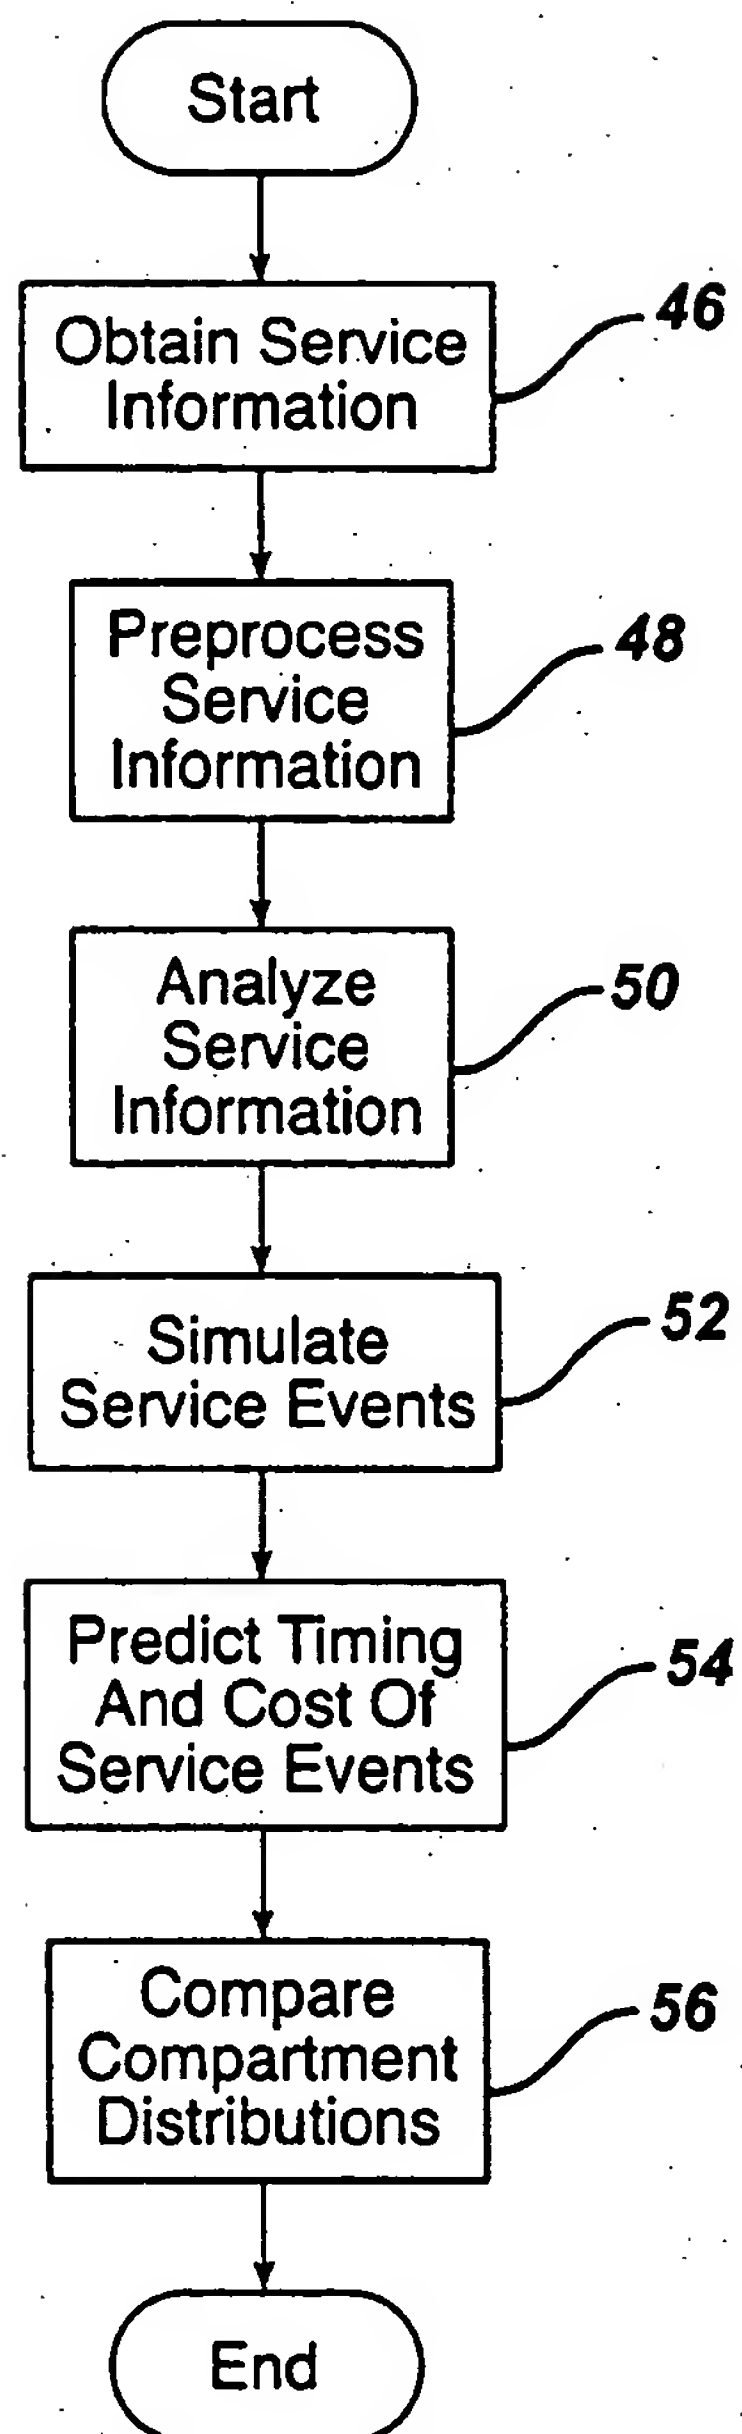 Start
Obtain Service
Information
46
Preprocess
Service
Information
48
Analyze
Service
Information
50
Simulate
Service Events
52
Predict Timing
And Cost Of
Service Events
54
Compare
Compartment
Distributions
56
End